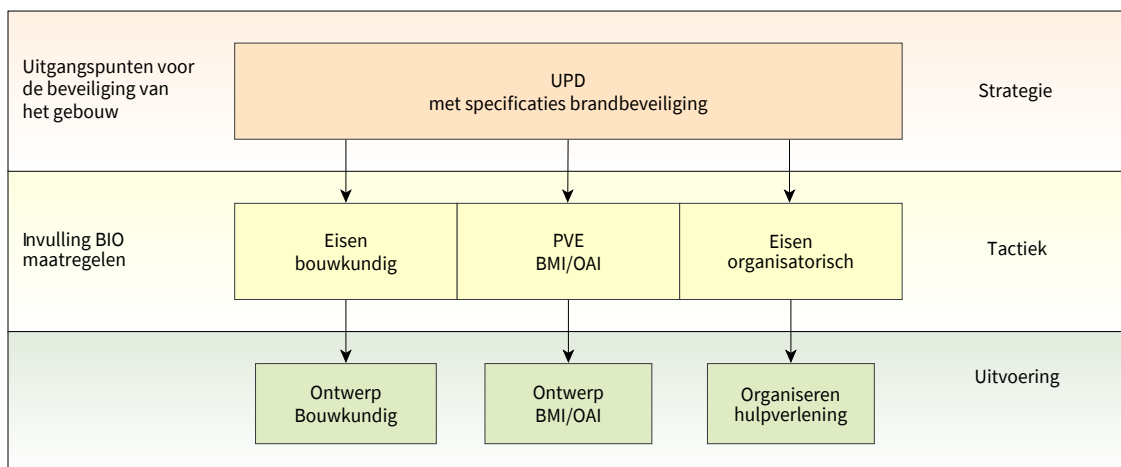 Uitgangspunten voor
de beveiliging van
het gebouw
UPD
met specificaties brandbeveiliging
Strategie
Invulling BIO
maatregelen
Eisen
bouwkundig
PVE
BMI/OAI
Eisen
organisatorisch
Tactiek
Ontwerp
Bouwkundig
Ontwerp
BMI/OAI
Organiseren
hulpverlening
Uitvoering